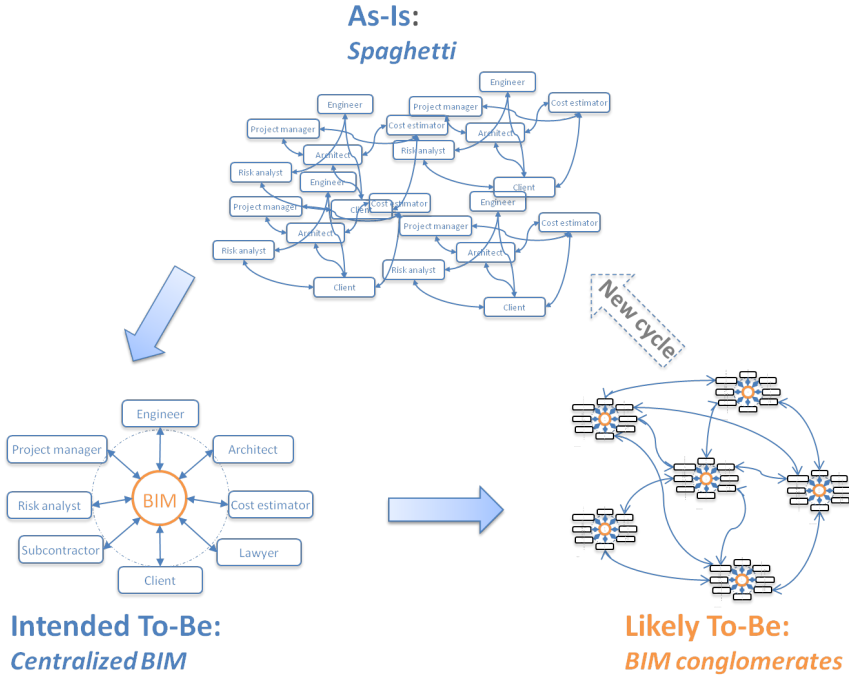 As-Is:
Spaghetti
Engineer
Project manager
Cost estimator
Architect
Risk analyst
Client
Engineer
Project manager
Cost estimator
Architect
Risk analyst
Client
Engineer
Project manager
Cost estimator
Architect
Risk analyst
Client
Engineer
Project manager
Cost estimator
Architect
Risk analyst
Client
New cycle
Engineer
Project manager
Architect
BIM
Risk analyst
Cost estimator
Subcontractor
Lawyer
Client
Intended To-Be:
Centralized BIM
Likely To-Be:
BIM conglomerates